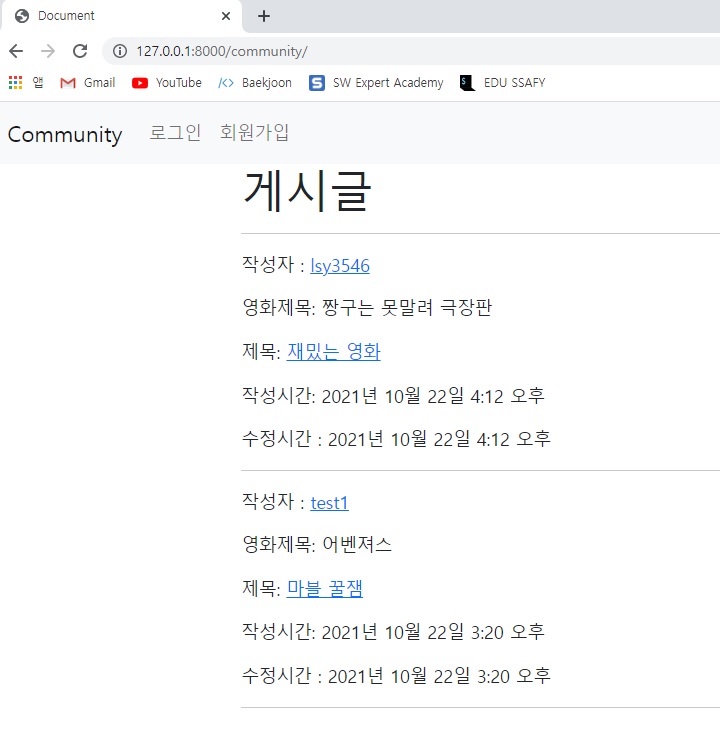 Document
127.0.0.1:8000/community/
앱 Gmail YouTube Baekjoon SW Expert Academy EDU SSAFY
Community 로그인 회원가입
게시글
작성자 : lsy3546
영화제목: 짱구는 못말려 극장판
제목: 재밌는 영화
작성시간: 2021년 10월 22일 4:12 오후
수정시간 : 2021년 10월 22일 4:12 오후
작성자 : test1
영화제목: 어벤져스
제목: 마블 꿀잼
작성시간: 2021년 10월 22일 3:20 오후
수정시간 : 2021년 10월 22일 3:20 오후